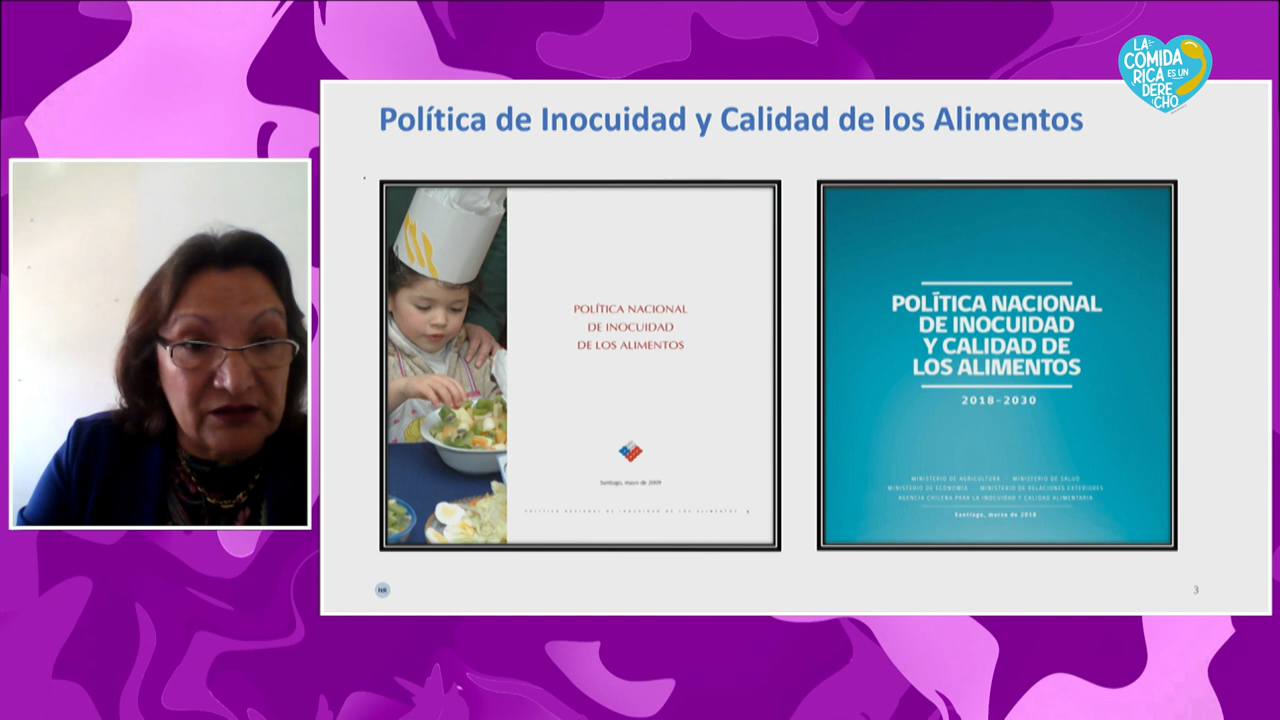 LA
COMIDA
RICA ES UN
DERE
CHO
Política de Inocuidad y Calidad de los Alimentos
POLÍTICA NACIONAL
DE INOCUIDAD
DE LOS ALIMENTOS
Santiago, mayo de 2009
POLÍTICA NACIONAL DE INOCUIDAD DE LOS ALIMENTOS
POLÍTICA NACIONAL
DE INOCUIDAD
Y CALIDAD DE
LOS ALIMENTOS
2018-2030
MINISTERIO DE AGRICULTURA MINISTERIO DE SALUD
MINISTERIO DE ECONOMÍA MINISTERIO DE RELACIONES EXTERIORES
AGENCIA CHILENA PARA LA INOCUIDAD Y CALIDAD ALIMENTARIA
Santiago, marzo de 2018
NR
3